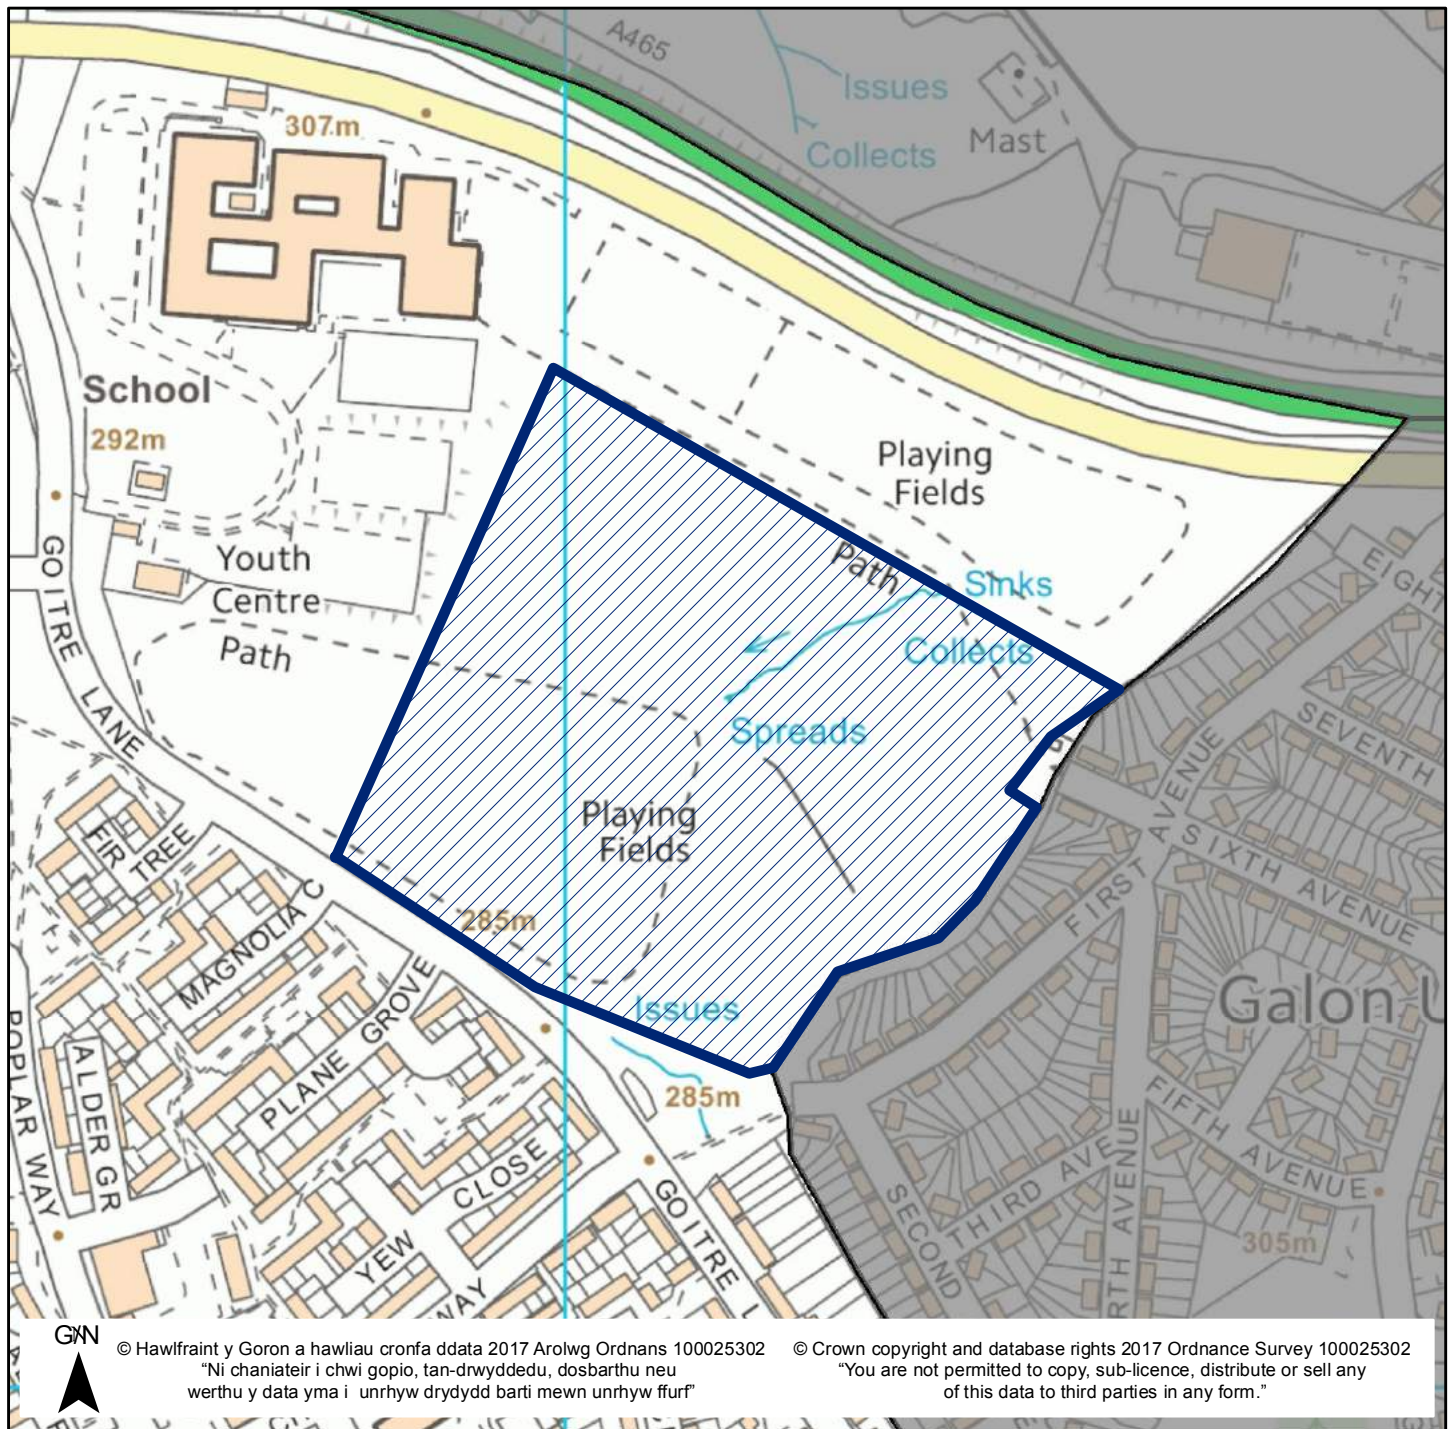 A465
Issues
Collects
Mast
307m
School
292m
Playing
Fields
Path
Sinks
Collects
Spreads
Youth
Centre
Path
GOITRE LANE
Playing
Fields
285m
Issues
285m
EIGHT
SEVENTH
FIRST AVENUE
SIXTH AVENUE
Galon U
FIFTH AVENUE
THIRD AVE
SECOND
RTH AVENUE
305m
FIR TREE
MAGNOLIA C
PLANE GROVE
ALDER GR
POPLAR WAY
YEW
CLOSE
WAY
GOITRE L
G/N
© Hawlfraint y Goron a hawliau cronfa ddata 2017 Arolwg Ordnans 100025302
“Ni chaniateir i chwi gopio, tan-drwyddedu, dosbarthu neu
werthu y data yma i unrhyw drydydd barti mewn unrhyw ffurf”
© Crown copyright and database rights 2017 Ordnance Survey 100025302
“You are not permitted to copy, sub-licence, distribute or sell any
of this data to third parties in any form.”